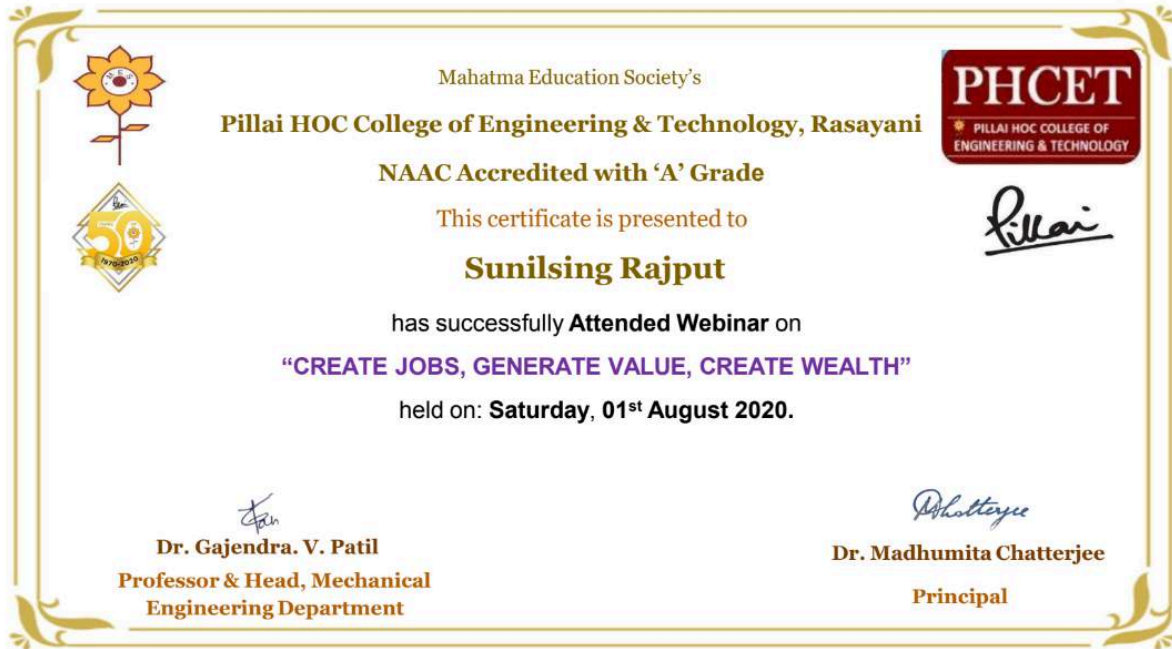 M.E.S.
Mahatma Education Society's
Pillai HOC College of Engineering & Technology, Rasayani
NAAC Accredited with ‘A’ Grade
This certificate is presented to
Sunilsing Rajput
has successfully Attended Webinar on
“CREATE JOBS, GENERATE VALUE, CREATE WEALTH”
held on: Saturday, 01st August 2020.
PHCET
PILLAI HOC COLLEGE OF
ENGINEERING & TECHNOLOGY
Pillai
50
1970-2020
Dr. Gajendra. V. Patil
Professor & Head, Mechanical
Engineering Department
Dr. Madhumita Chatterjee
Principal